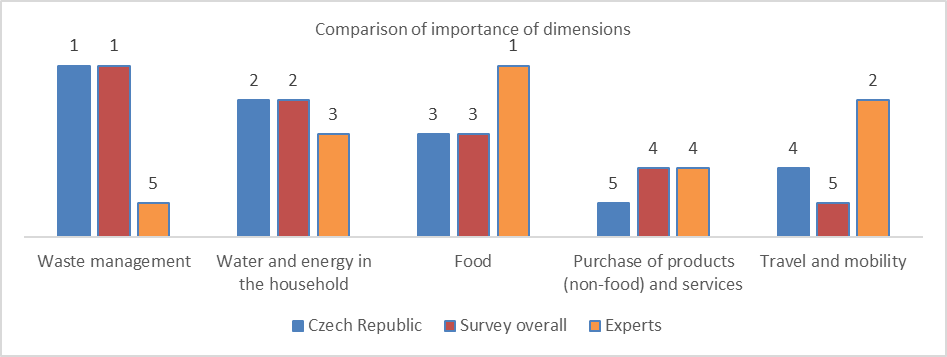 Comparison of importance of dimensions
1 1 5
2 2 3
3 3 1
5 4 4
4 5 2
Waste management
Water and energy in
the household
Food
Purchase of products
(non-food) and services
Travel and mobility
Czech Republic Survey overall Experts